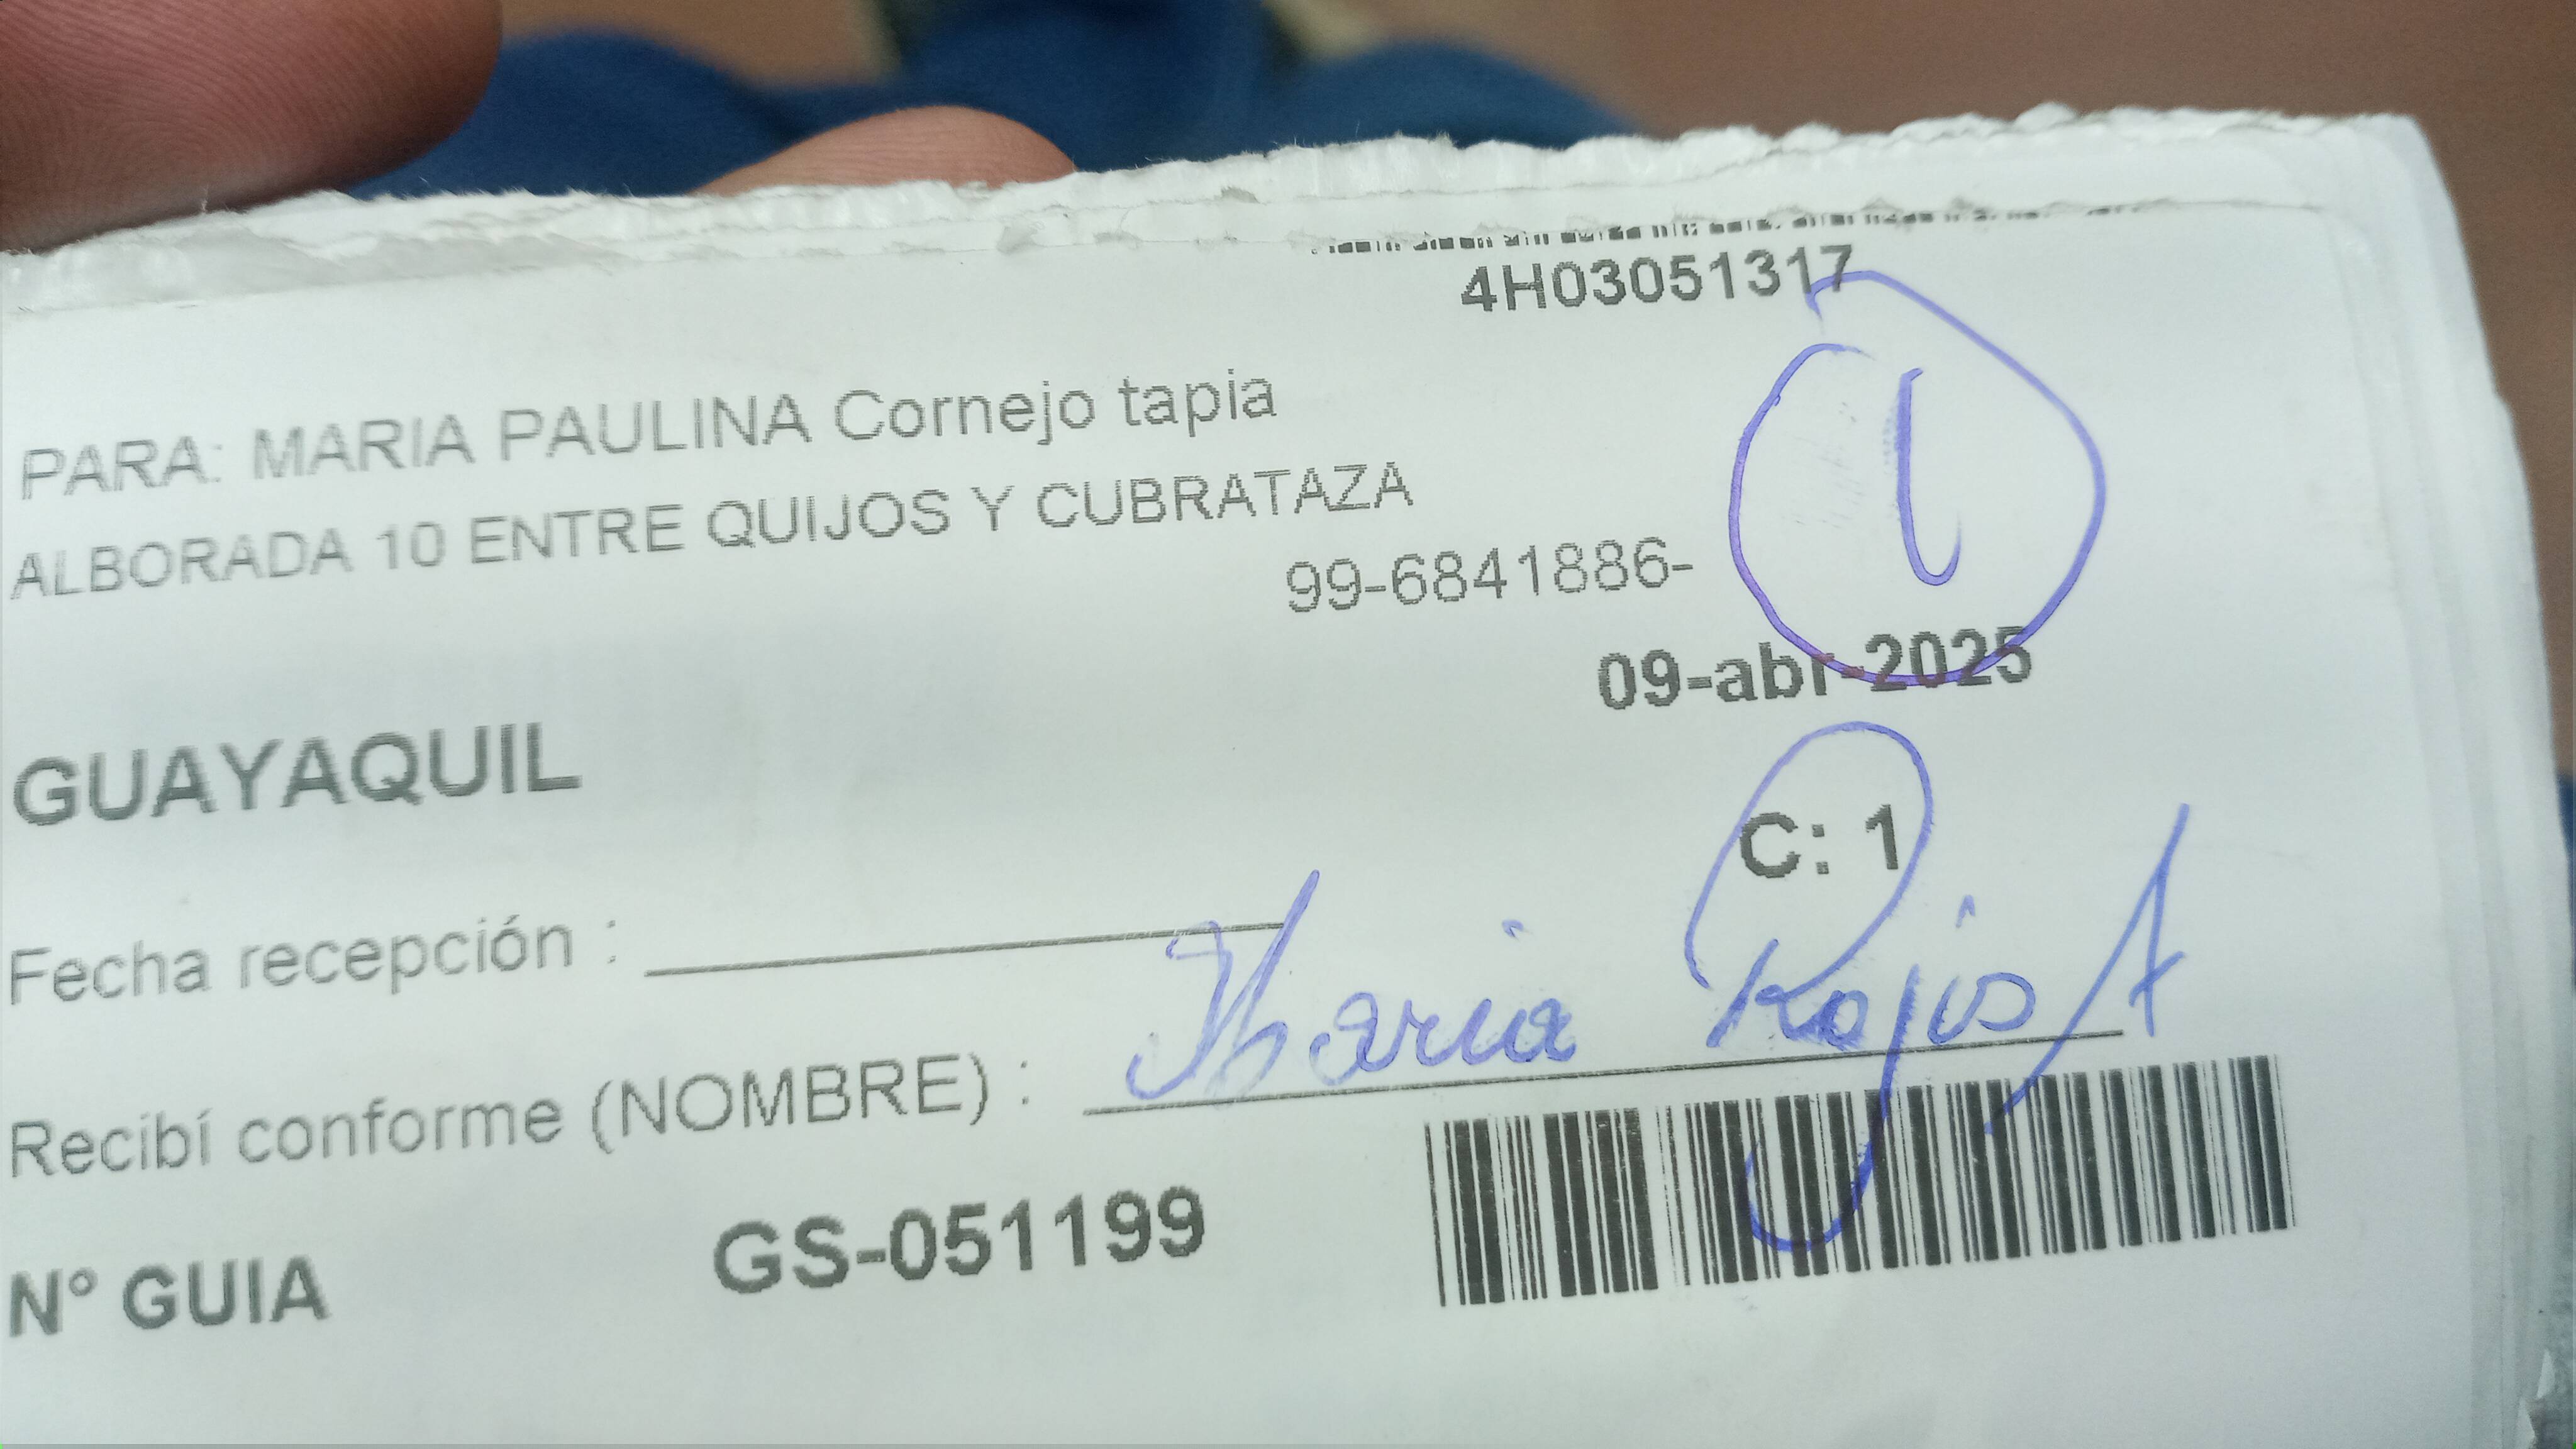 4H03051317
PARA: MARIA PAULINA Cornejo tapia
ALBORADA 10 ENTRE QUIJOS Y CUBRATAZA
99-6841886-
09-abr-2025
GUAYAQUIL
C: 1
Fecha recepción :
Recibí conforme (NOMBRE) : Maria
N° GUIA GS-051199